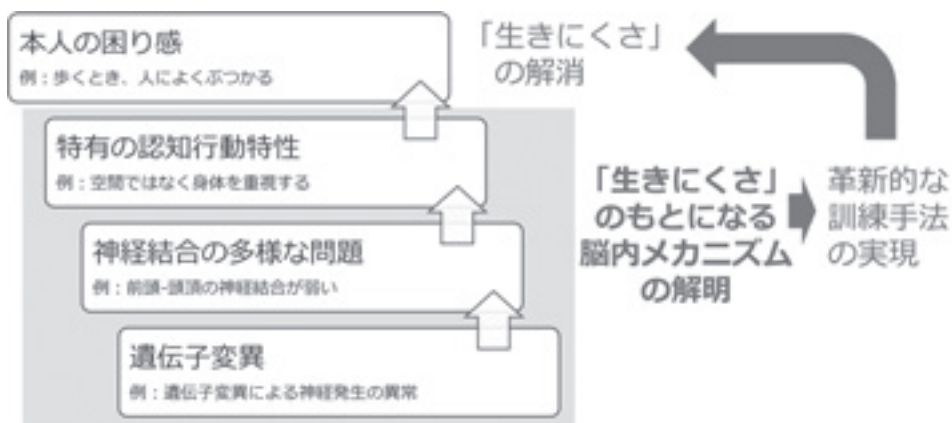 本人の困り感
例：歩くとき、人によくぶつかる
特有の認知行動特性
例：空間ではなく身体を重視する
神経結合の多様な問題
例：前頭-頭頂の神経結合が弱い
遺伝子変異
例：遺伝子変異による神経発生の異常
「生きにくさ」
の解消
「生きにくさ」
のもとになる
脳内メカニズム
の解明
革新的な
訓練手法
の実現